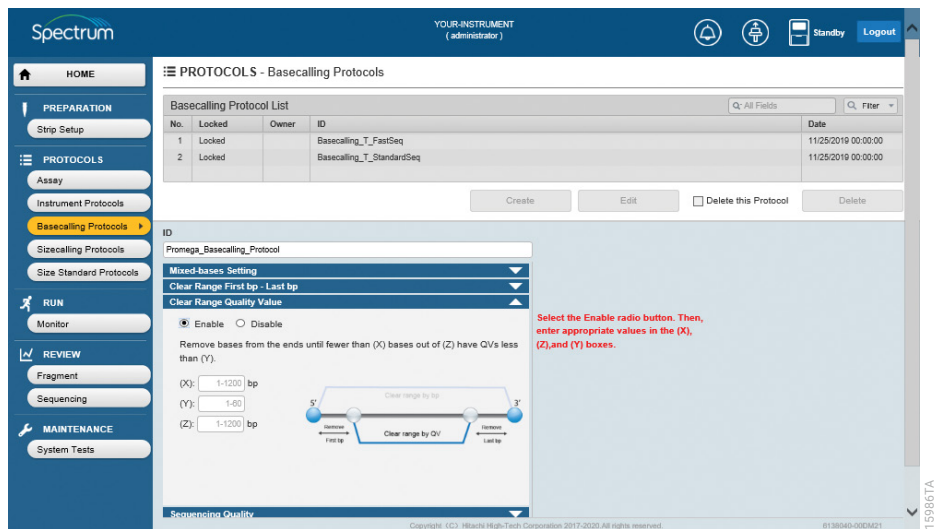 Spectrum
YOUR-INSTRUMENT
( administrator )
Standby
Logout
HOME
PREPARATION
Strip Setup
PROTOCOLS
Assay
Instrument Protocols
Basecalling Protocols
Sizecalling Protocols
Size Standard Protocols
RUN
Monitor
REVIEW
Fragment
Sequencing
MAINTENANCE
System Tests
PROTOCOLS - Basecalling Protocols
Basecalling Protocol List
All Fields
Filter
No. Locked Owner ID Date
1 Locked Basecalling_T_FastSeq 11/25/2019 00:00:00
2 Locked Basecalling_T_StandardSeq 11/25/2019 00:00:00
Create Edit Delete this Protocol Delete
ID
Promega_Basecalling_Protocol
Mixed-bases Setting
Clear Range First bp - Last bp
Clear Range Quality Value
Enable Disable
Remove bases from the ends until fewer than (X) bases out of (Z) have QVs less
than (Y).
(X): 1-1200 bp
(Y): 1-60
(Z): 1-1200 bp
Clear range by bp
5' 3'
Remove
First bp
Clear range by QV
Remove
Last bp
Select the Enable radio button. Then,
enter appropriate values in the (X),
(Z),and (Y) boxes.
Sequencing Quality
Copyright (C) Hitachi High-Tech Corporation 2017-2020.All rights reserved.
6138040-00DM21
15986TA